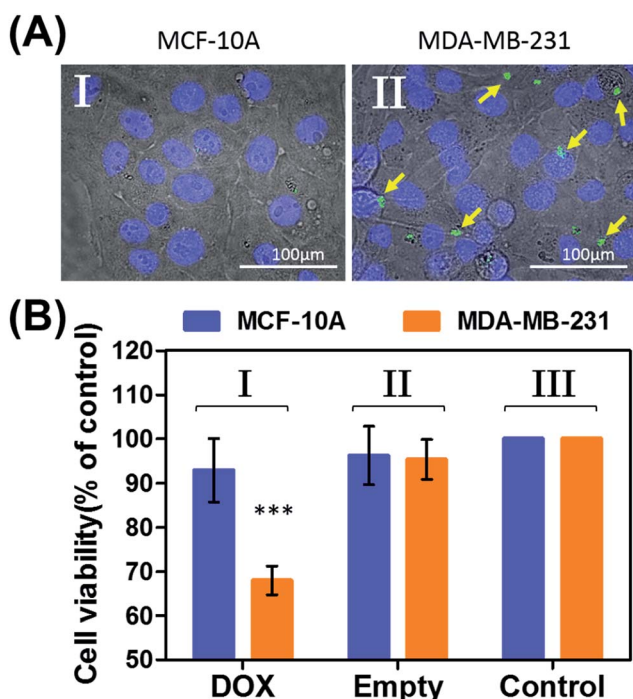 (A)
MCF-10A
MDA-MB-231
I
II
100μm
100μm
(B)
MCF-10A
MDA-MB-231
Cell viability(% of control)
120
110
100
90
80
70
60
50
I
II
III
***
DOX
Empty
Control